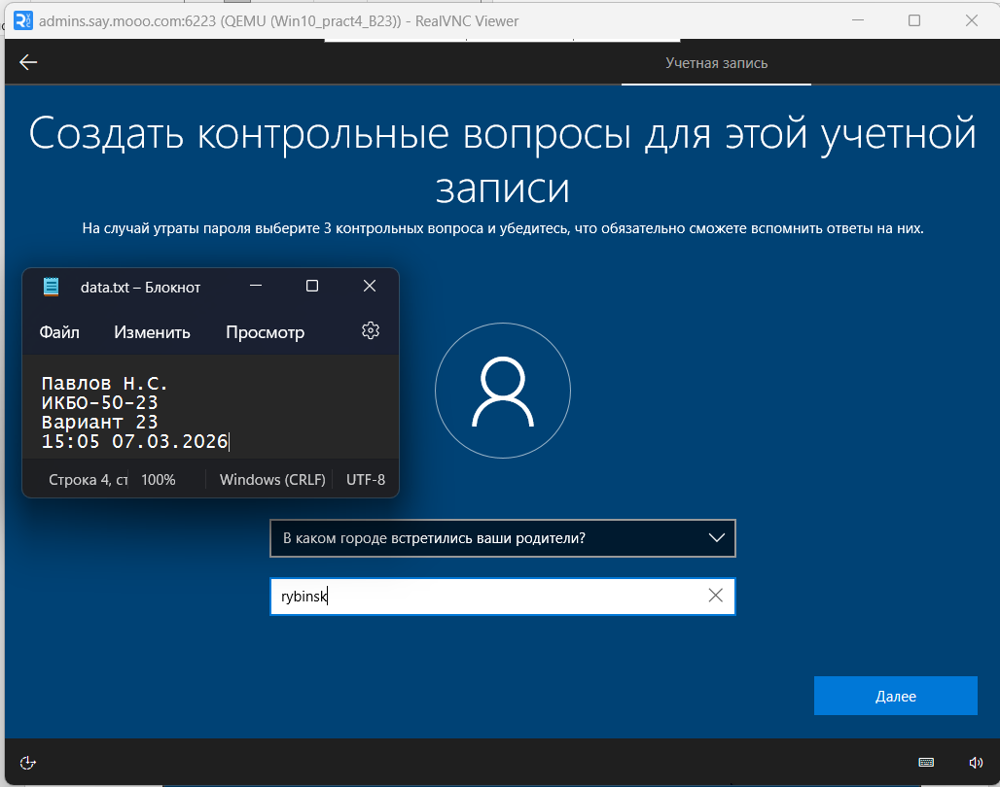 admins.say.mooo.com:6223 (QEMU (Win10_pract4_B23)) - RealVNC Viewer
Учетная запись
Создать контрольные вопросы для этой учетной
записи
На случай утраты пароля выберите 3 контрольных вопроса и убедитесь, что обязательно сможете вспомнить ответы на них.
data.txt – Блокнот
Файл Изменить Просмотр
Павлов Н.С.
ИКБО-50-23
Вариант 23
15:05 07.03.2026
Строка 4, ст 100% Windows (CRLF) UTF-8
В каком городе встретились ваши родители?
rybinsk
Далее